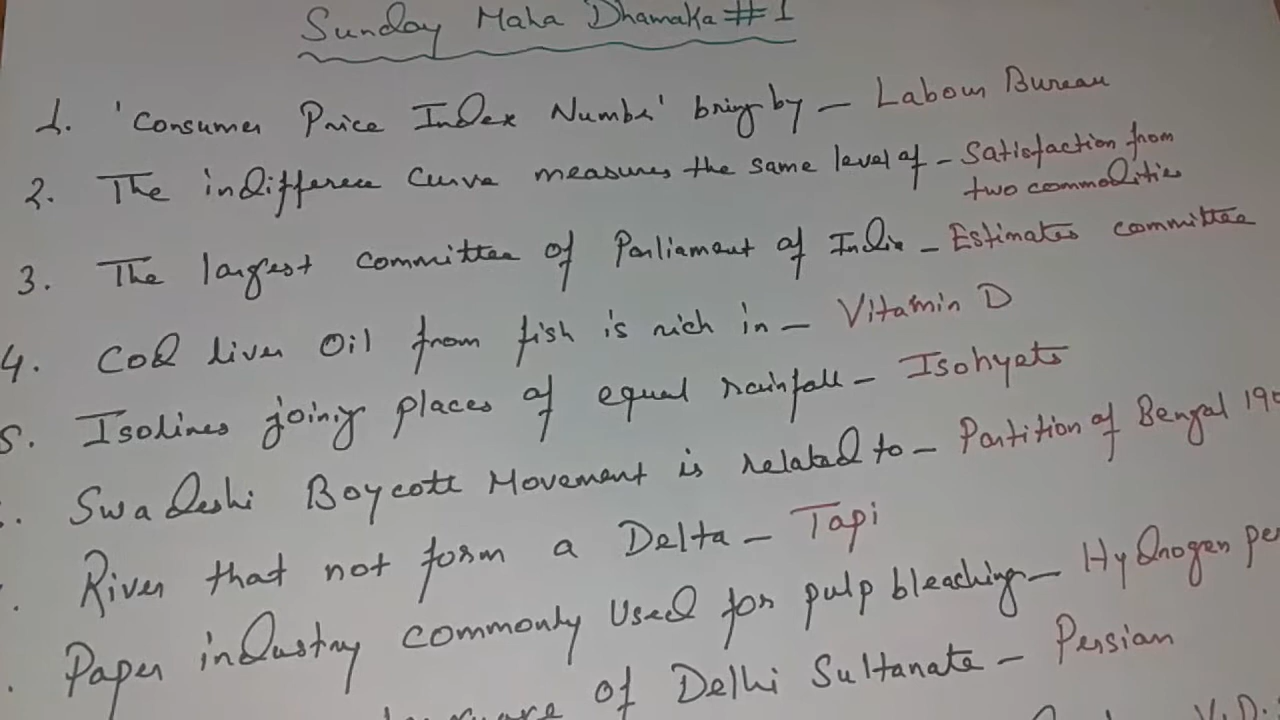 Sunday Maha Dhamaka #1
1. 'Consumer Price Index Number' bring by - Labour Bureau
2. The indifferece curve measures the same level of - Satisfaction from
two commodities
3. The largest committee of Parliament of India - Estimates committee
4. Cod liver Oil from fish is rich in - Vitamin D
5. Isolines joining places of equal rainfall - Isohyets
Swadeshi Boycott Movement is related to - Partition of Bengal 190
River that not form a Delta - Tapi
Paper industry commonly used for pulp bleaching - Hydrogen pe
of Delhi Sultanate - Persian
V.D.